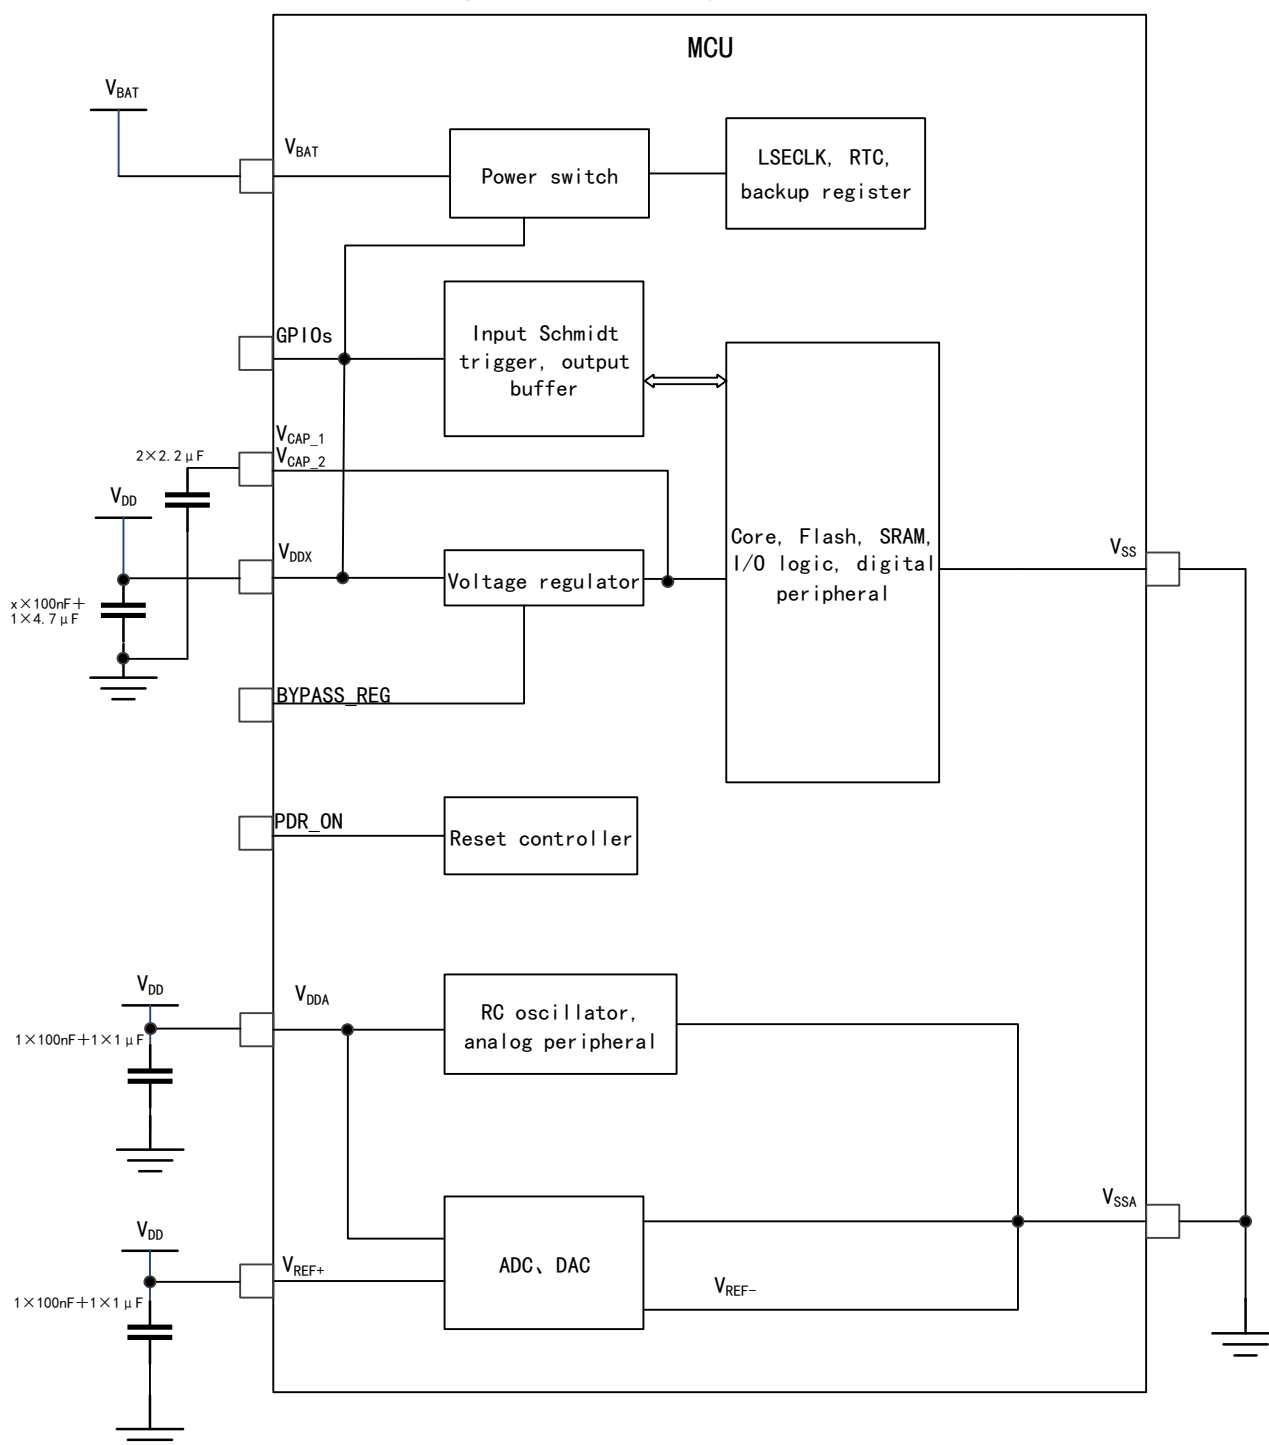 MCU
VBAT
VBAT
Power switch
LSECLK, RTC,
backup register
GPIOs
Input Schmidt
trigger, output
buffer
VCAP_1
VCAP_2
2×2.2μF
VDD
VDDX
Voltage regulator
Core, Flash, SRAM,
I/O logic, digital
peripheral
VSS
x×100nF+
1×4.7μF
BYPASS_REG
PDR_ON
Reset controller
VDD
VDDA
RC oscillator,
analog peripheral
1×100nF+1×1μF
VSSA
VDD
VREF+
ADC、DAC
VREF-
1×100nF+1×1μF